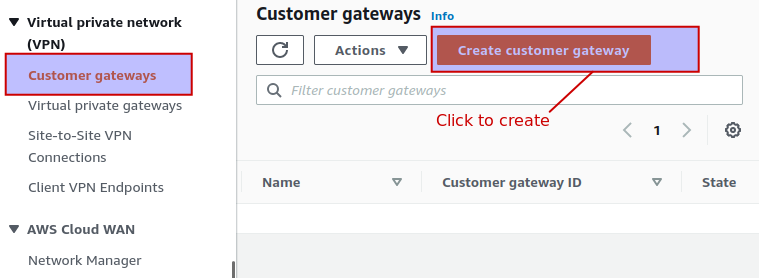 Virtual private network
(VPN)
Customer gateways
Virtual private gateways
Site-to-Site VPN
Connections
Client VPN Endpoints
AWS Cloud WAN
Network Manager
Customer gateways Info
Actions Create customer gateway
Filter customer gateways
Click to create
1
Name Customer gateway ID State